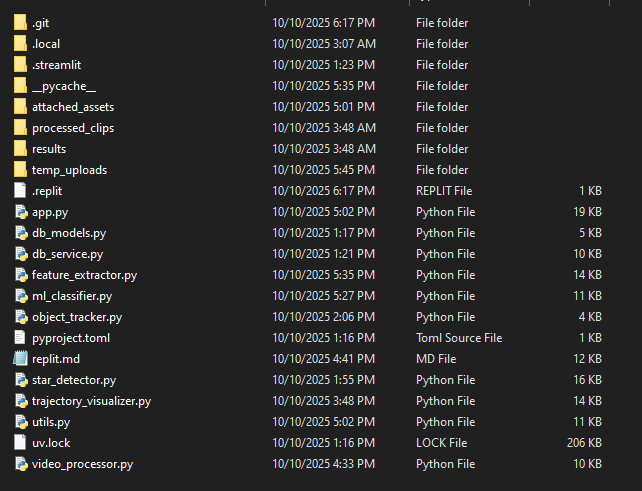 .git 10/10/2025 6:17 PM File folder
.local 10/10/2025 3:07 AM File folder
.streamlit 10/10/2025 1:23 PM File folder
__pycache__ 10/10/2025 5:35 PM File folder
attached_assets 10/10/2025 5:01 PM File folder
processed_clips 10/10/2025 3:48 AM File folder
results 10/10/2025 3:48 AM File folder
temp_uploads 10/10/2025 5:45 PM File folder
.replit 10/10/2025 6:17 PM REPLIT File 1 KB
app.py 10/10/2025 5:02 PM Python File 19 KB
db_models.py 10/10/2025 1:17 PM Python File 5 KB
db_service.py 10/10/2025 1:21 PM Python File 10 KB
feature_extractor.py 10/10/2025 5:35 PM Python File 14 KB
ml_classifier.py 10/10/2025 5:27 PM Python File 11 KB
object_tracker.py 10/10/2025 2:06 PM Python File 4 KB
pyproject.toml 10/10/2025 1:16 PM Toml Source File 1 KB
replit.md 10/10/2025 4:41 PM MD File 12 KB
star_detector.py 10/10/2025 1:55 PM Python File 16 KB
trajectory_visualizer.py 10/10/2025 3:48 PM Python File 14 KB
utils.py 10/10/2025 5:02 PM Python File 11 KB
uv.lock 10/10/2025 1:16 PM LOCK File 206 KB
video_processor.py 10/10/2025 4:33 PM Python File 10 KB